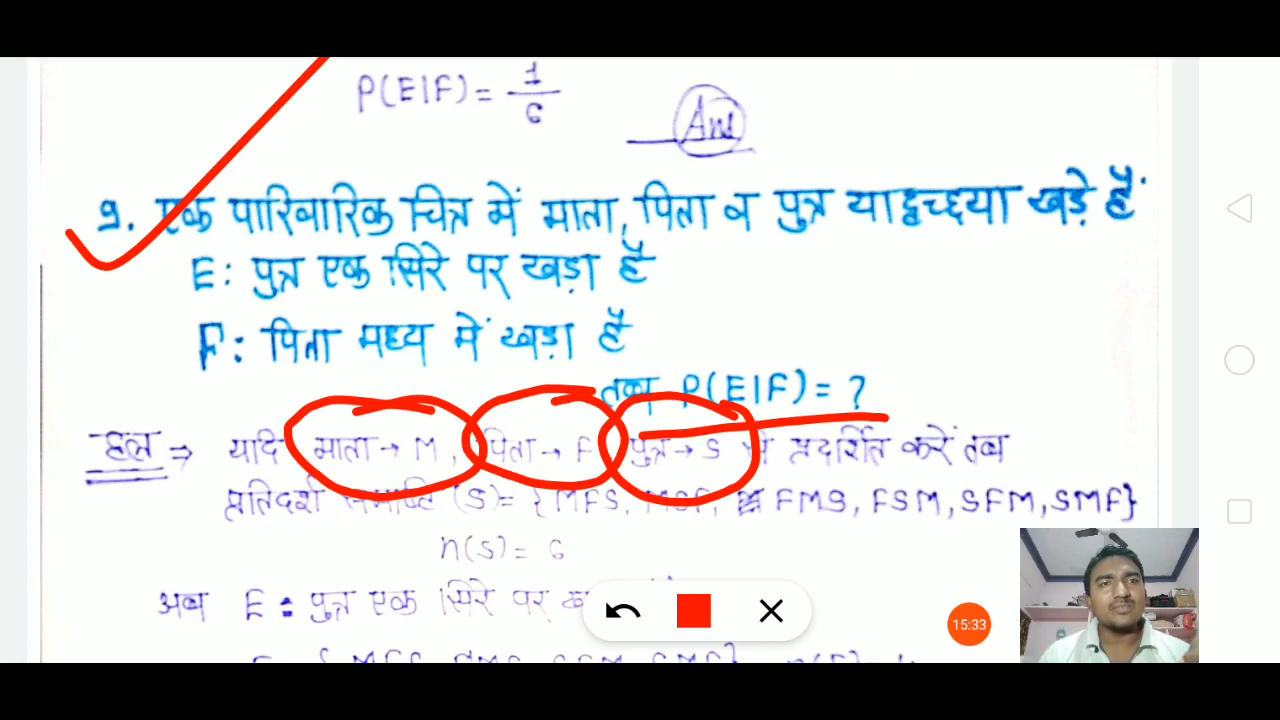 P(E|F) = 1/6
Ans
9. एक पारिवारिक चित्र में माता, पिता व पुत्र यादृच्छया खड़े हैं
E: पुत्र एक सिरे पर खड़ा है
F: पिता मध्य में खड़ा है
तब P(E|F) = ?
हल ⇒ यदि माता → M, पिता → F पुत्र → S से प्रदर्शित करें तब
प्रतिदर्श समष्टि (S) = {MFS, MSF, FMS, FSM, SFM, SMF}
n(S) = 6
अब E : पुत्र एक सिरे पर
15:33